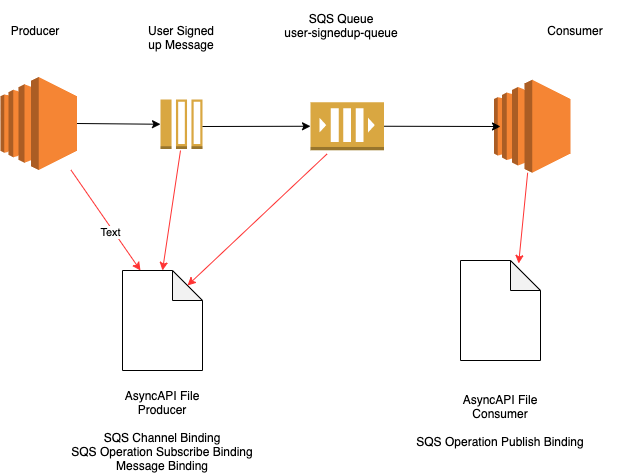 Producer
User Signed
up Message
SQS Queue
user-signedup-queue
Consumer
Text
AsyncAPI File
Producer
SQS Channel Binding
SQS Operation Subscribe Binding
Message Binding
AsyncAPI File
Consumer
SQS Operation Publish Binding